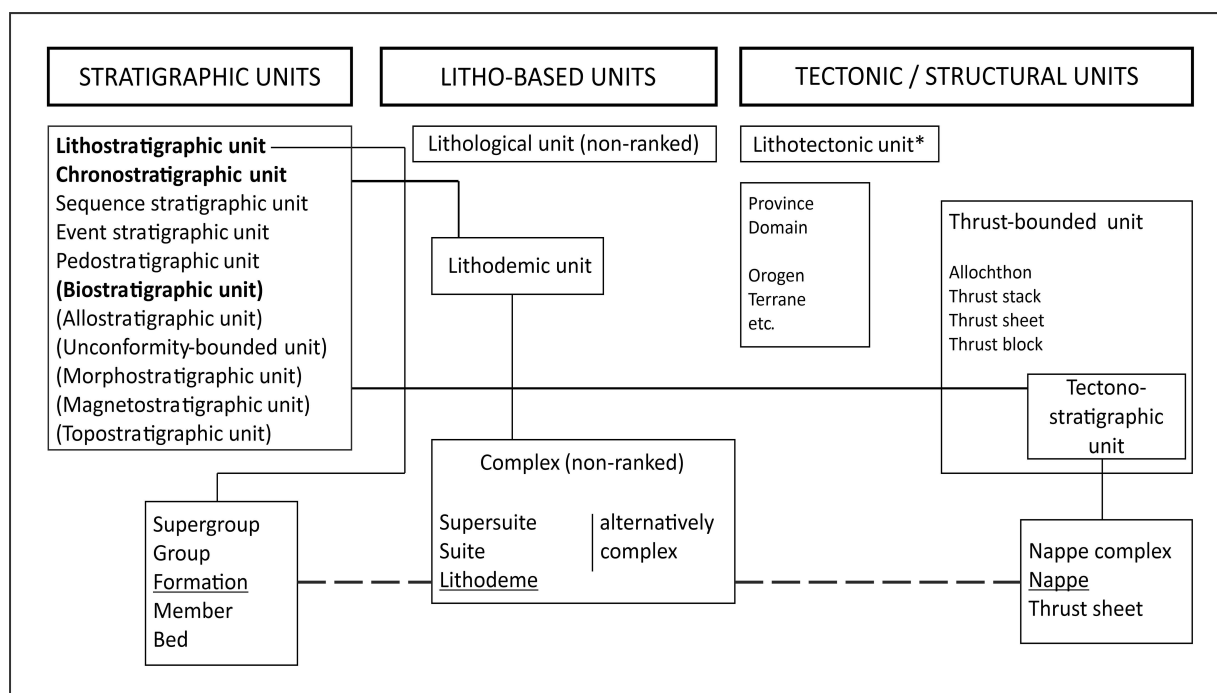 STRATIGRAPHIC UNITS
LITHO-BASED UNITS
TECTONIC / STRUCTURAL UNITS
Lithostratigraphic unit
Chronostratigraphic unit
Sequence stratigraphic unit
Event stratigraphic unit
Pedostratigraphic unit
(Biostratigraphic unit)
(Allostratigraphic unit)
(Unconformity-bounded unit)
(Morphostratigraphic unit)
(Magnetostratigraphic unit)
(Topostratigraphic unit)
Supergroup
Group
Formation
Member
Bed
Lithological unit (non-ranked)
Lithodemic unit
Complex (non-ranked)
Supersuite
Suite
Lithodeme
alternatively
complex
Lithotectonic unit*
Province
Domain
Orogen
Terrane
etc.
Thrust-bounded unit
Allochthon
Thrust stack
Thrust sheet
Thrust block
Tectono-
stratigraphic
unit
Nappe complex
Nappe
Thrust sheet